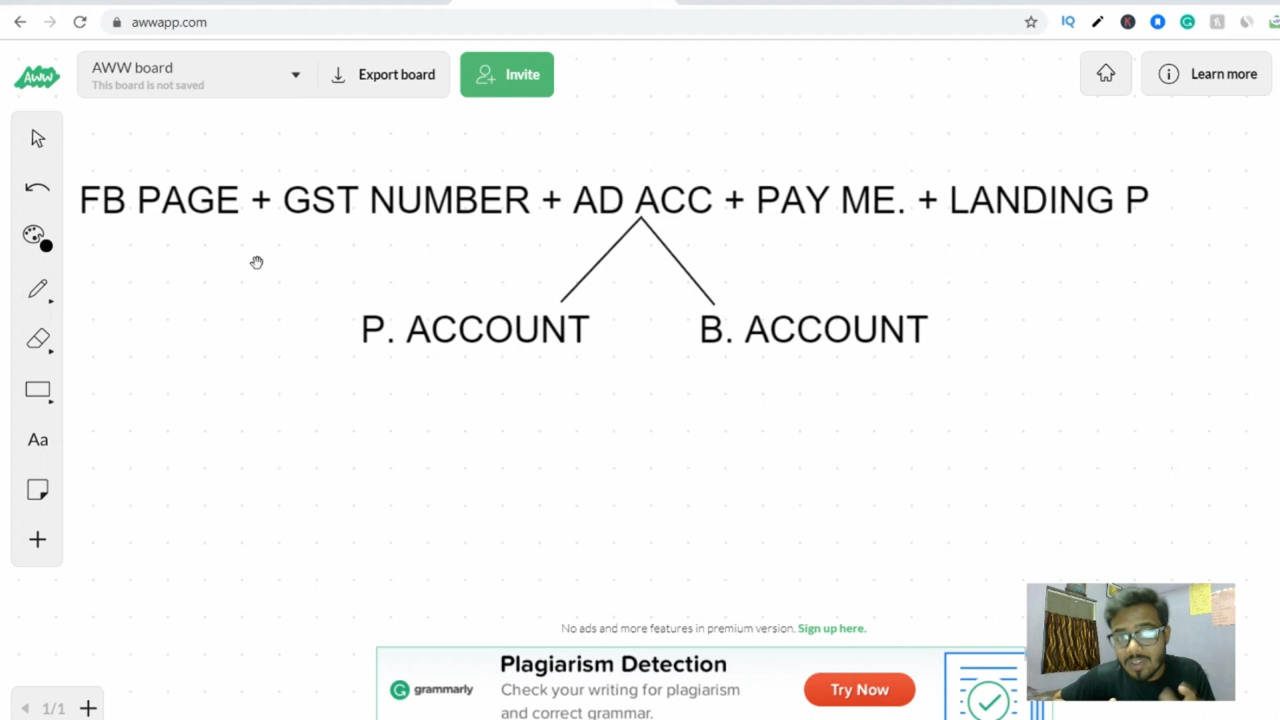 awwapp.com
IQ
K
AWW
AWW board
This board is not saved
Export board
Invite
Learn more
FB PAGE + GST NUMBER + AD ACC + PAY ME. + LANDING P
P. ACCOUNT
B. ACCOUNT
Aa
No ads and more features in premium version. Sign up here.
Plagiarism Detection
grammarly
Check your writing for plagiarism
and correct grammar.
Try Now
1/1